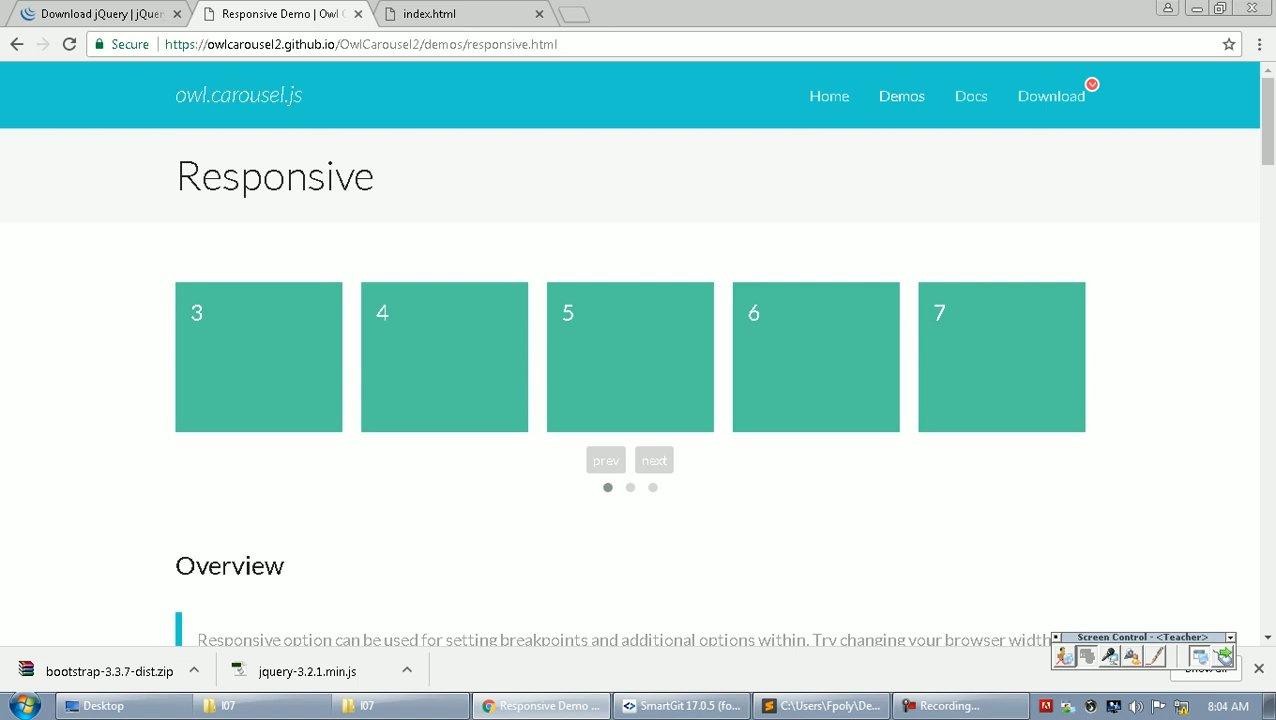 Download jQuery | jQuer
Responsive Demo | Owl C
index.html
Secure
https://owlcarousel2.github.io/OwlCarousel2/demos/responsive.html
owl.carousel.js
Home
Demos
Docs
Download
Responsive
3
4
5
6
7
prev
next
Overview
Responsive option can be used for setting breakpoints and additional options within. Try changing your browser width
Screen Control - <Teacher>
bootstrap-3.3.7-dist.zip
jquery-3.2.1.min.js
Desktop
I07
I07
Responsive Demo ...
SmartGit 17.0.5 (fo...
C:\Users\Fpoly\De...
Recording...
8:04 AM